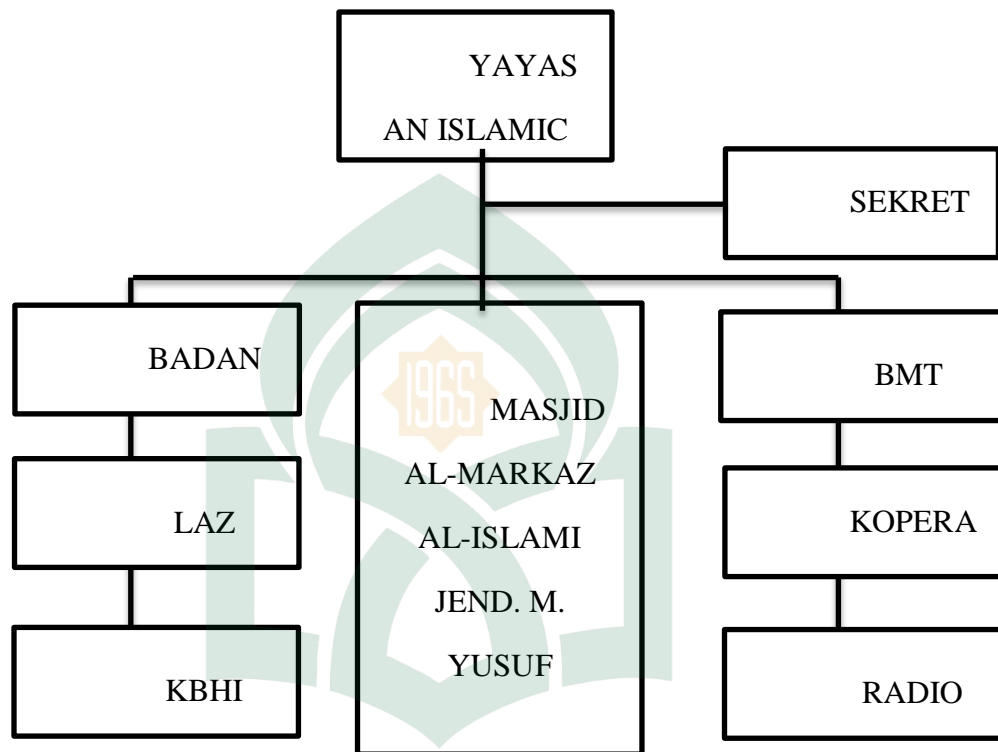 YAYAS
AN ISLAMIC
SEKRET
BADAN
MASJID
AL-MARKAZ
AL-ISLAMI
JEND. M.
YUSUF
BMT
LAZ
KOPERA
KBHI
RADIO
1965